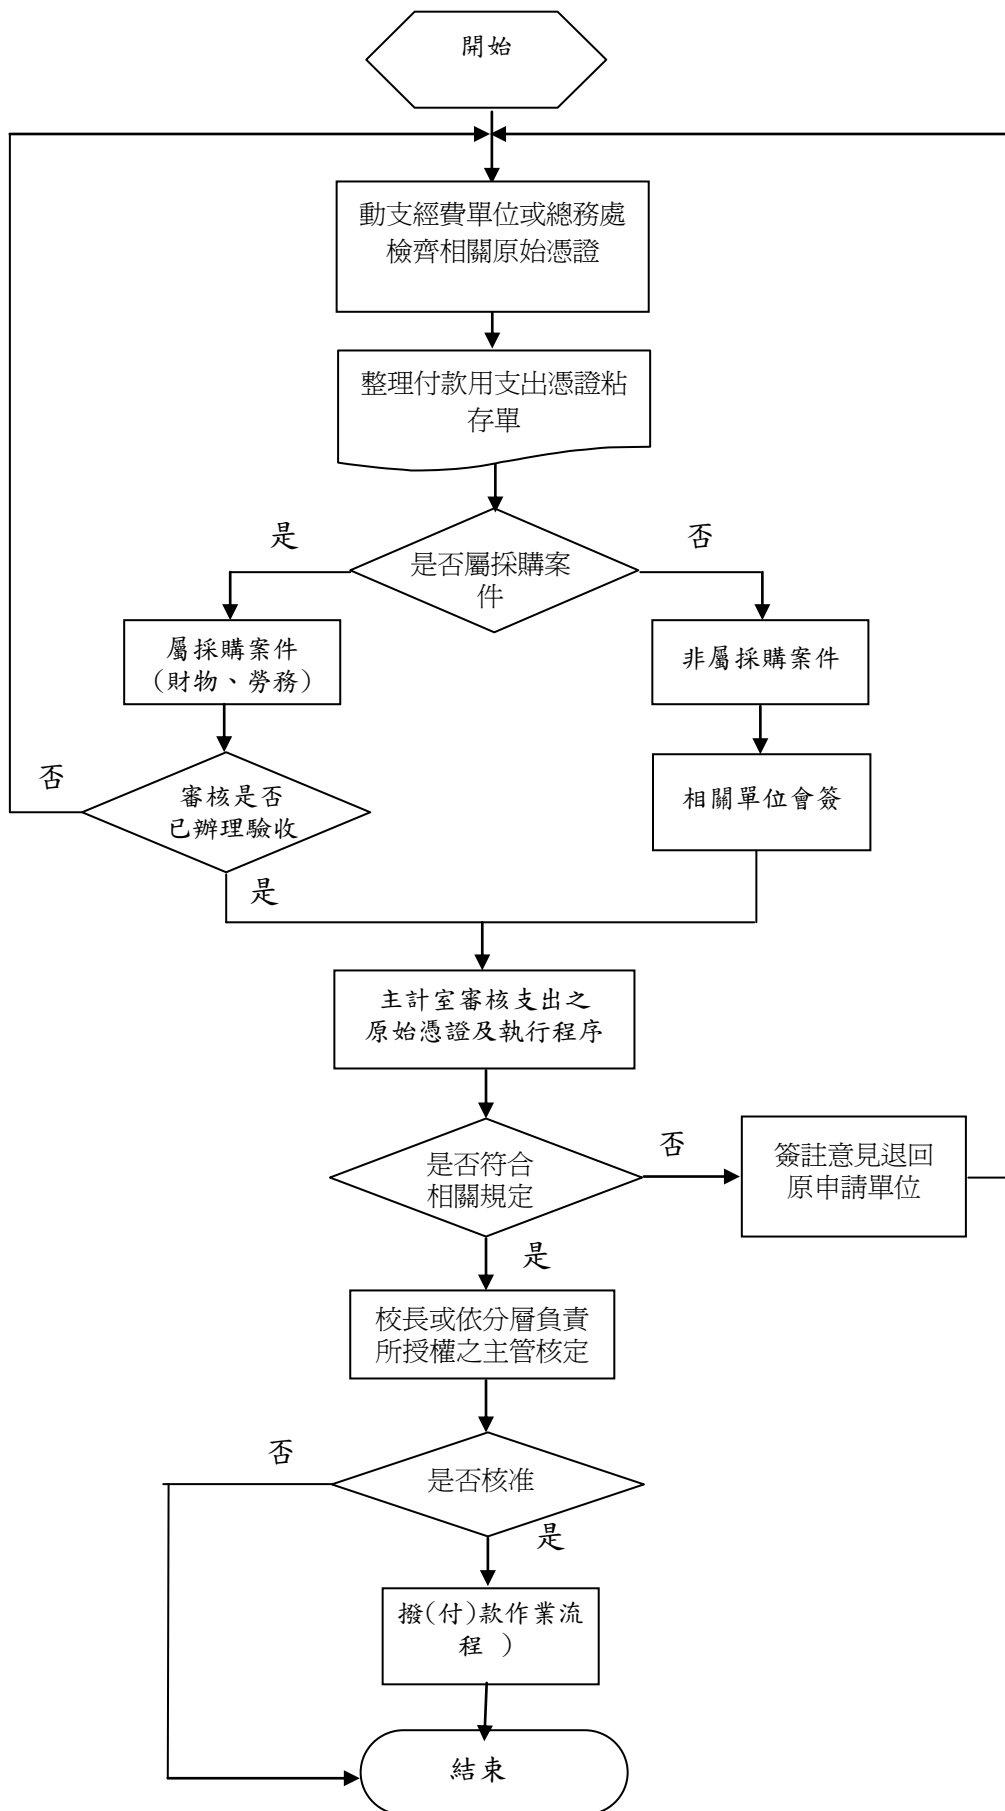 開始
動支經費單位或總務處
檢齊相關原始憑證
整理付款用支出憑證粘
存單
是
否
是否屬採購案
件
屬採購案件
(財物、勞務)
非屬採購案件
否
審核是否
已辦理驗收
相關單位會簽
是
主計室審核支出之
原始憑證及執行程序
是否符合
相關規定
否
簽註意見退回
原申請單位
是
校長或依分層負責
所授權之主管核定
否
是否核准
是
撥(付)款作業流
程 )
結束